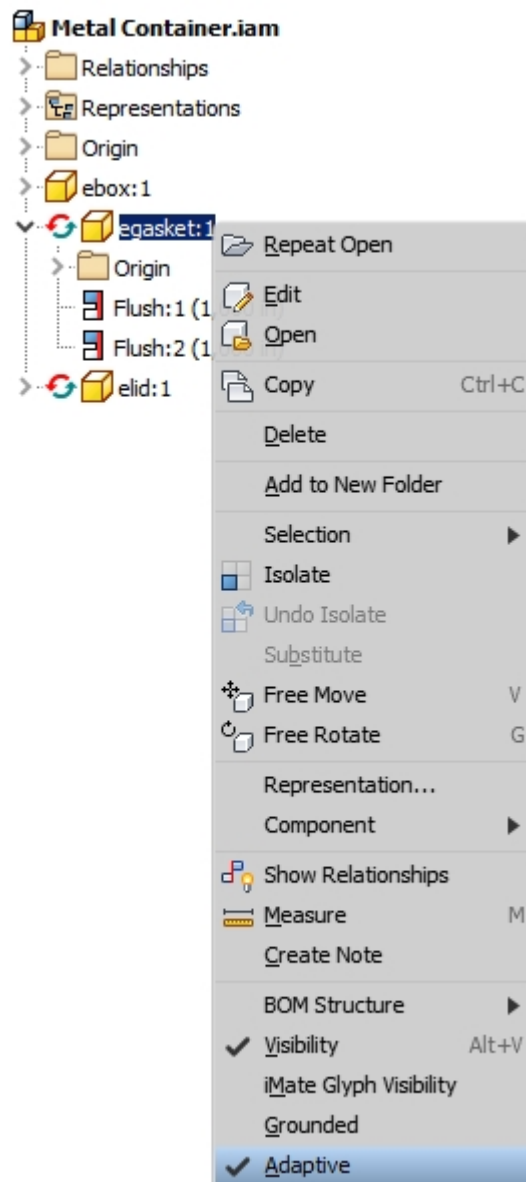 Metal Container.iam
Relationships
Representations
Origin
ebox:1
egasket:1
Origin
Flush:1 (1,
Flush:2 (1,
elid:1
Repeat Open
Edit
Open
Copy Ctrl+C
Delete
Add to New Folder
Selection
Isolate
Undo Isolate
Substitute
Free Move V
Free Rotate G
Representation...
Component
Show Relationships
Measure M
Create Note
BOM Structure
Visibility Alt+V
iMate Glyph Visibility
Grounded
Adaptive